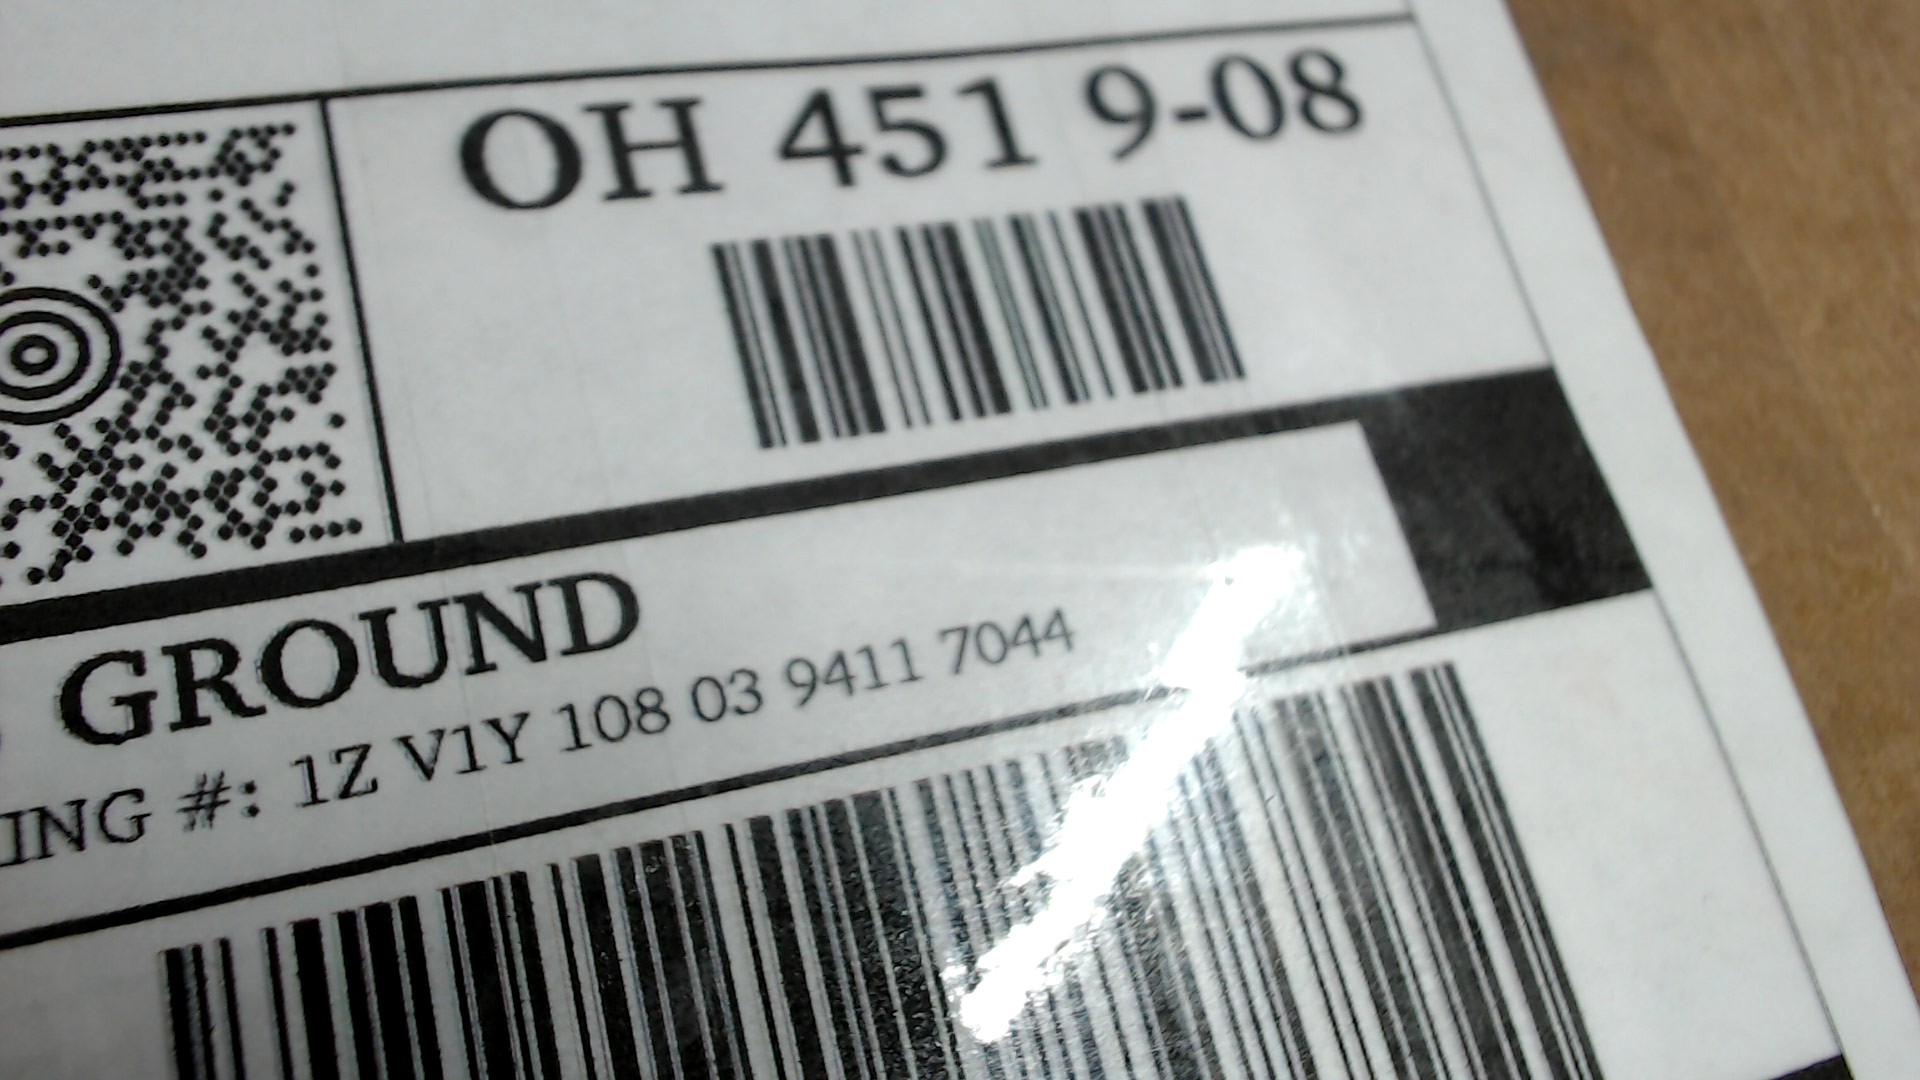 OH 451 9-08
GROUND
ING #: 1Z V1Y 108 03 9411 7044